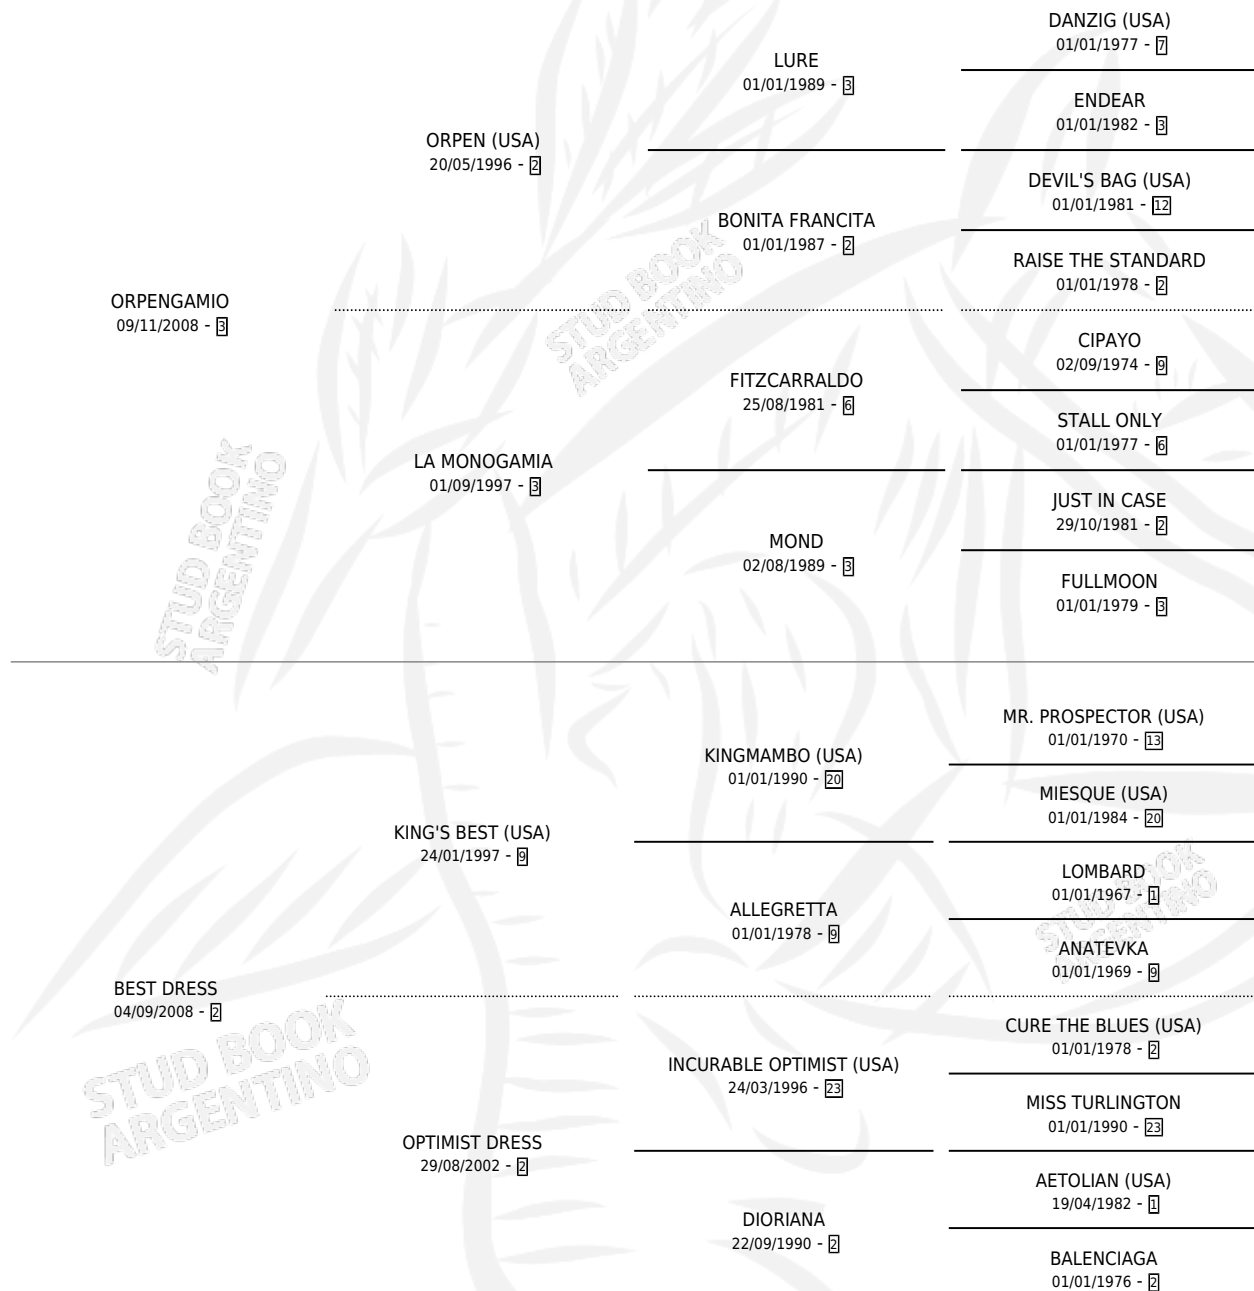 DANZIG (USA)
01/01/1977 - 7
LURE
01/01/1989 - 3
ENDEAR
01/01/1982 - 3
ORPEN (USA)
20/05/1996 - 2
DEVIL'S BAG (USA)
01/01/1981 - 12
BONITA FRANCITA
01/01/1987 - 2
RAISE THE STANDARD
01/01/1978 - 2
ORPENGAMIO
09/11/2008 - 3
CIPAYO
02/09/1974 - 9
FITZCARRALDO
25/08/1981 - 6
STALL ONLY
01/01/1977 - 6
LA MONOGAMIA
01/09/1997 - 3
JUST IN CASE
29/10/1981 - 2
MOND
02/08/1989 - 3
FULLMOON
01/01/1979 - 3
STUD BOOK
ARGENTINO
STUD BOOK
ARGENTINO
MR. PROSPECTOR (USA)
01/01/1970 - 13
KINGMAMBO (USA)
01/01/1990 - 20
MIESQUE (USA)
01/01/1984 - 20
KING'S BEST (USA)
24/01/1997 - 9
LOMBARD
01/01/1967 - 1
ALLEGRETTA
01/01/1978 - 9
ANATEVKA
01/01/1969 - 9
BEST DRESS
04/09/2008 - 2
CURE THE BLUES (USA)
01/01/1978 - 2
INCURABLE OPTIMIST (USA)
24/03/1996 - 23
MISS TURLINGTON
01/01/1990 - 23
OPTIMIST DRESS
29/08/2002 - 2
AETOLIAN (USA)
19/04/1982 - 1
DIORIANA
22/09/1990 - 2
BALENCIAGA
01/01/1976 - 2
STUD BOOK
ARGENTINO
STUD BOOK
ARGENTINO